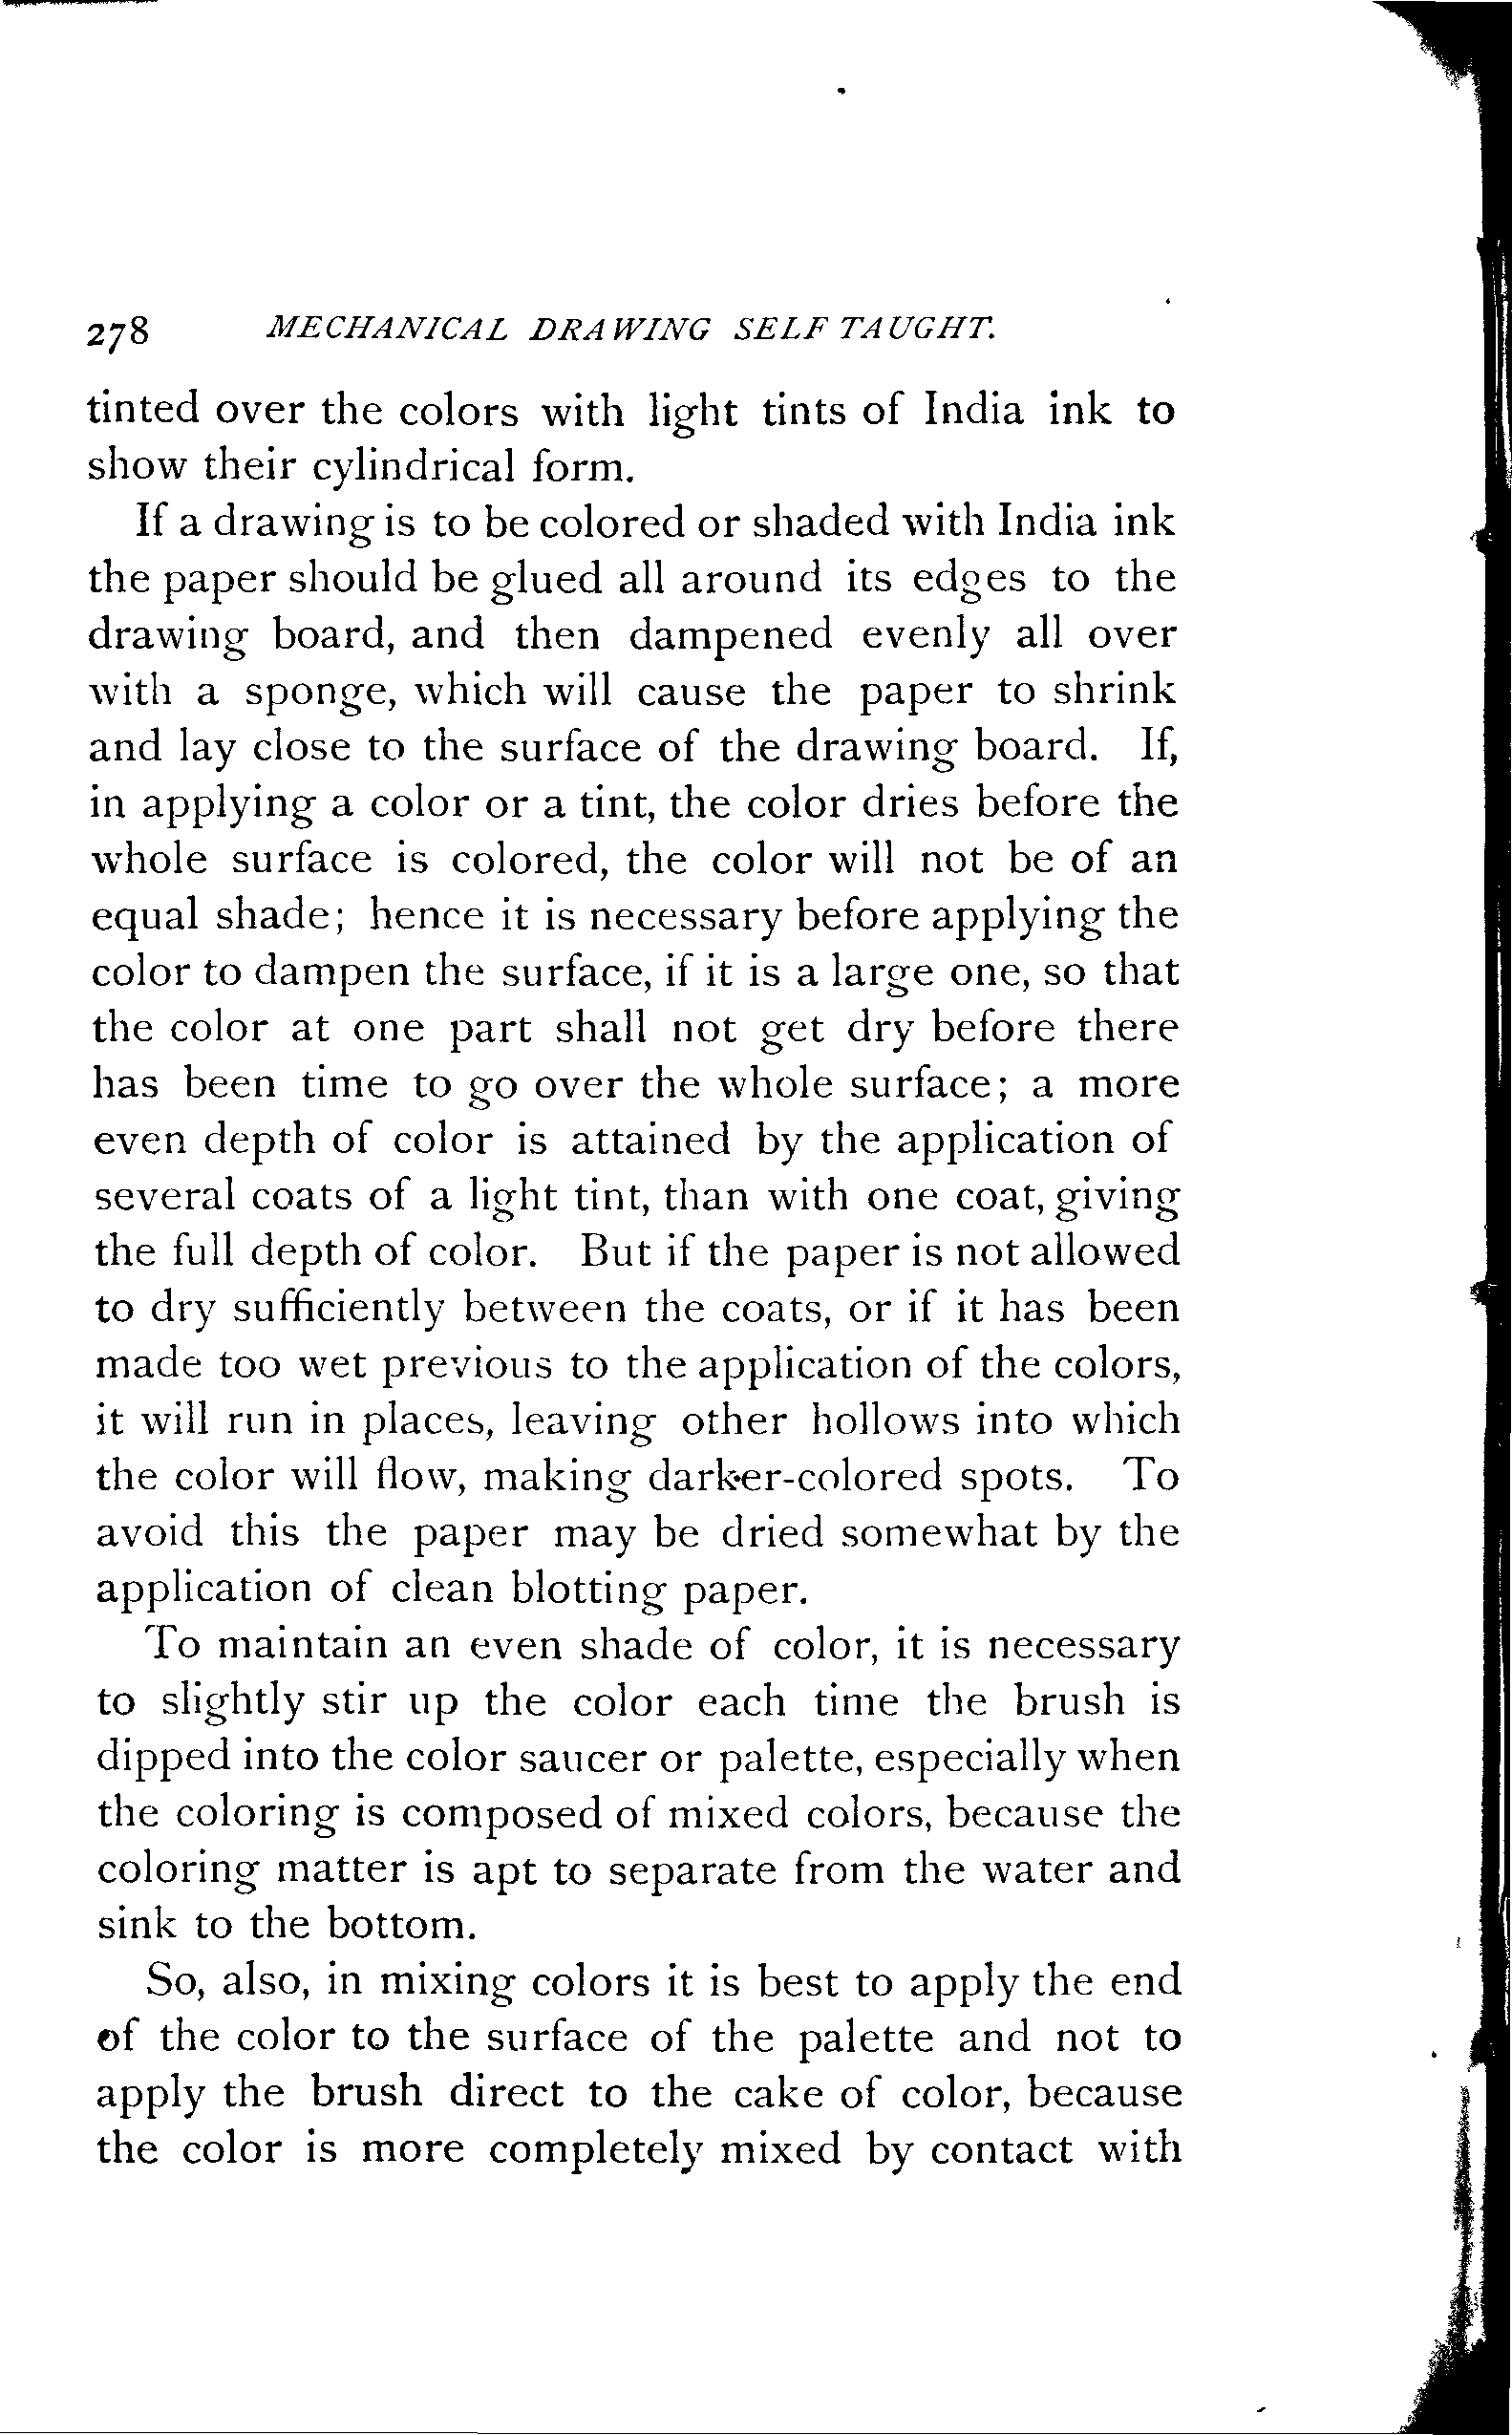 278 MECHANICAL DRAWING SELF TAUGHT.
tinted over the colors with light tints of India ink to
show their cylindrical form.
If a drawing is to be colored or shaded with India ink
the paper should be glued all around its edges to the
drawing board, and then dampened evenly all over
with a sponge, which will cause the paper to shrink
and lay close to the surface of the drawing board. If,
in applying a color or a tint, the color dries before the
whole surface is colored, the color will not be of an
equal shade; hence it is necessary before applying the
color to dampen the surface, if it is a large one, so that
the color at one part shall not get dry before there
has been time to go over the whole surface; a more
even depth of color is attained by the application of
several coats of a light tint, than with one coat, giving
the full depth of color. But if the paper is not allowed
to dry sufficiently between the coats, or if it has been
made too wet previous to the application of the colors,
it will run in places, leaving other hollows into which
the color will flow, making darker-colored spots. To
avoid this the paper may be dried somewhat by the
application of clean blotting paper.
To maintain an even shade of color, it is necessary
to slightly stir up the color each time the brush is
dipped into the color saucer or palette, especially when
the coloring is composed of mixed colors, because the
coloring matter is apt to separate from the water and
sink to the bottom.
So, also, in mixing colors it is best to apply the end
of the color to the surface of the palette and not to
apply the brush direct to the cake of color, because
the color is more completely mixed by contact with